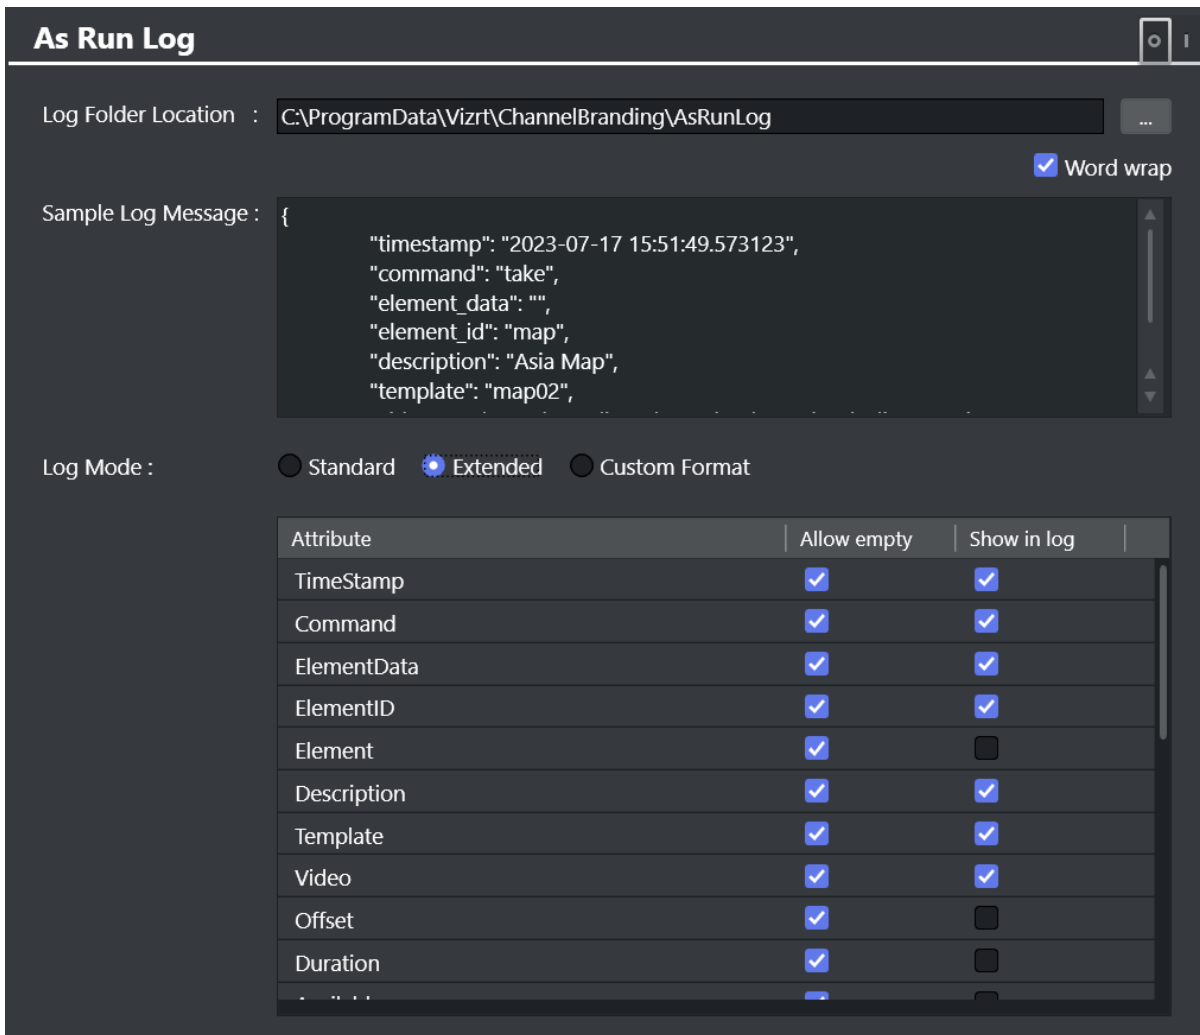 As Run Log
Log Folder Location : C:\ProgramData\Vizrt\ChannelBranding\AsRunLog ...
Word wrap
Sample Log Message : {
"timestamp": "2023-07-17 15:51:49.573123",
"command": "take",
"element_data": "",
"element_id": "map",
"description": "Asia Map",
"template": "map02",
Log Mode : Standard Extended Custom Format
Attribute Allow empty Show in log
TimeStamp
Command
ElementData
ElementID
Element
Description
Template
Video
Offset
Duration